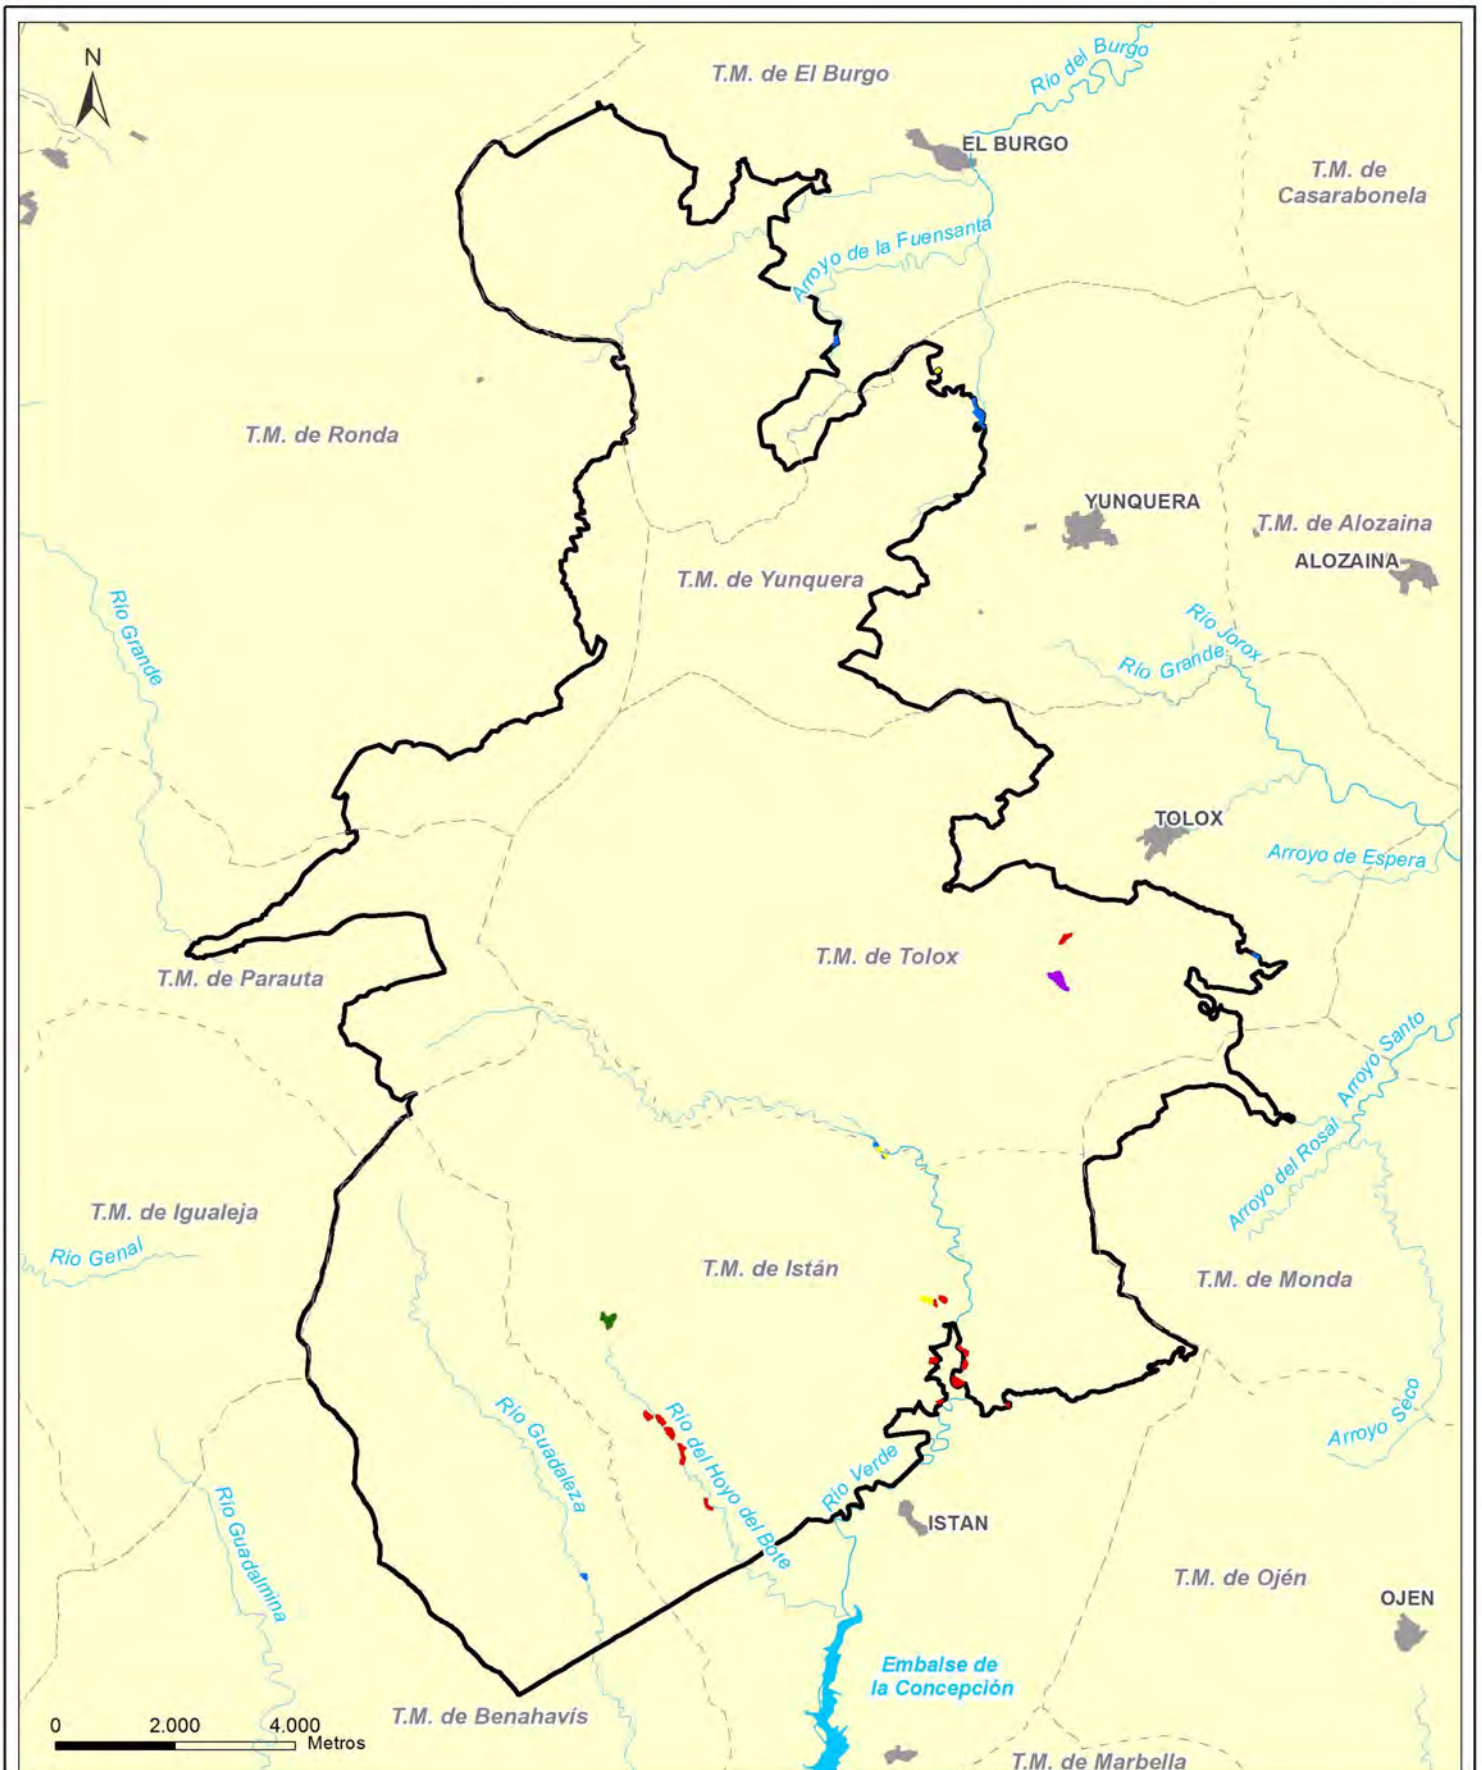 N
T.M. de El Burgo
Río del Burgo
EL BURGO
T.M. de
Casarabonela
Arroyo de la Fuensanta
T.M. de Ronda
YUNQUERA
T.M. de Alozaina
ALOZAINA
T.M. de Yunquera
Río Grande
Río Jorox
Río Grande
TOLOX
Arroyo de Espera
T.M. de Tolox
T.M. de Parauta
Arroyo Santo
Arroyo del Rosal
T.M. de Igualeja
Río Genal
T.M. de Istán
T.M. de Monda
Río Guadaleza
Río del Hoyo del Bote
Arroyo Seco
Río Verde
Río Guadalmina
ISTAN
T.M. de Ojén
OJEN
Embalse de
la Concepción
T.M. de Benahavís
0 2.000 4.000
Metros
T.M. de Marbella